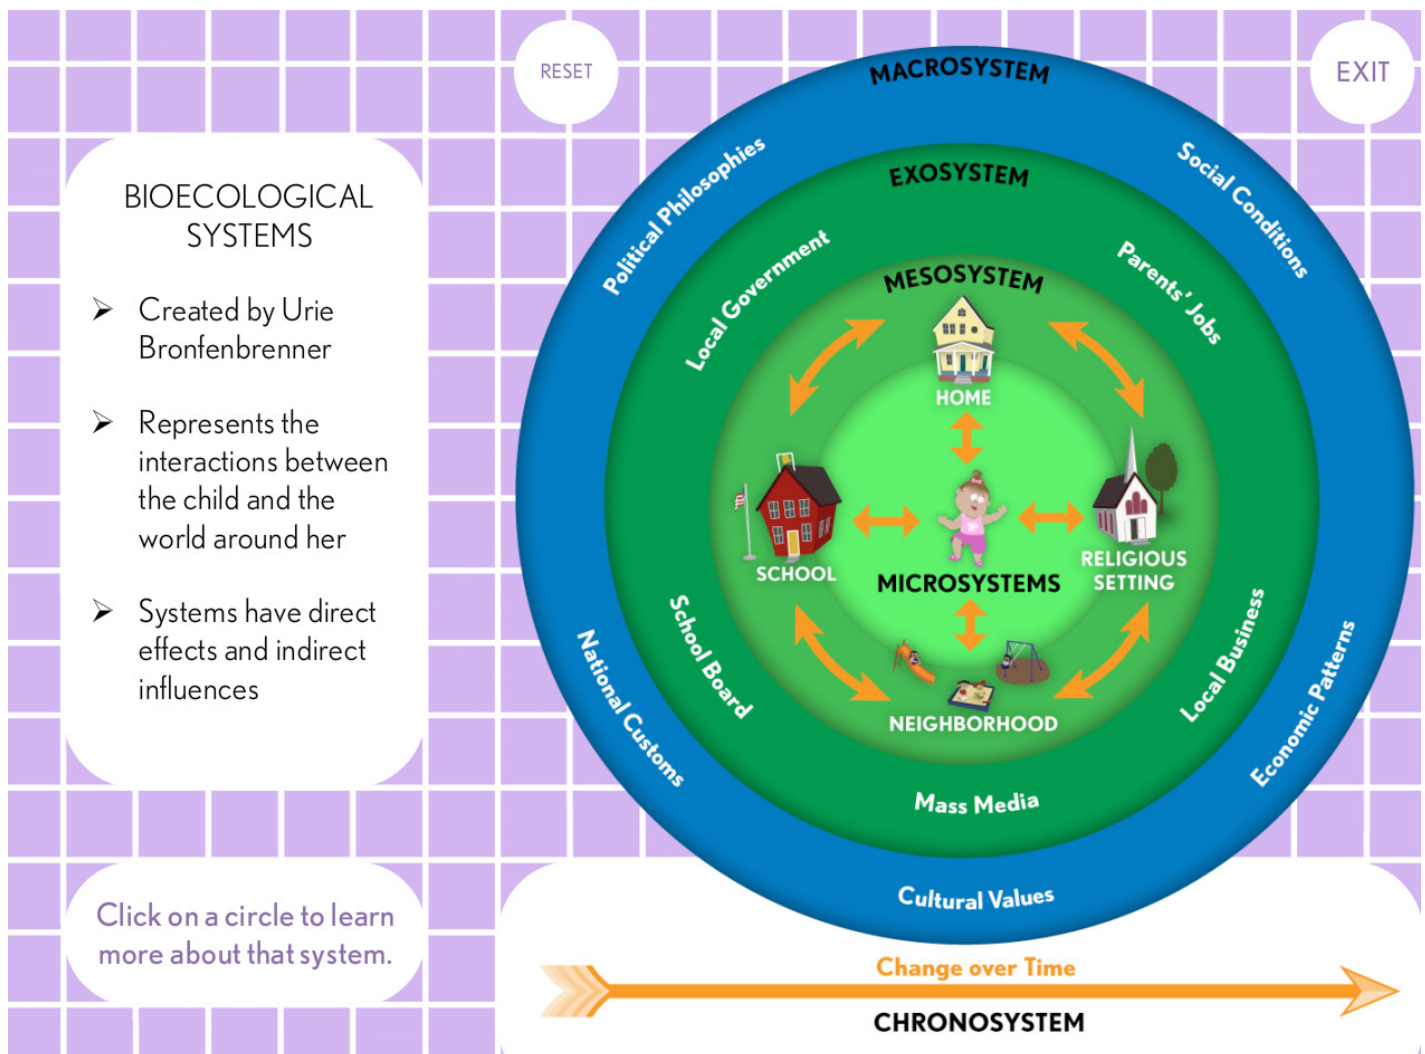 RESET
EXIT
BIOECOLOGICAL
SYSTEMS
➢ Created by Urie
Bronfenbrenner
➢ Represents the
interactions between
the child and the
world around her
➢ Systems have direct
effects and indirect
influences
Click on a circle to learn
more about that system.
MACROSYSTEM
Political Philosophies
Social Conditions
EXOSYSTEM
Local Government
Parents' Jobs
MESOSYSTEM
HOME
SCHOOL
MICROSYSTEMS
RELIGIOUS
SETTING
NEIGHBORHOOD
School Board
Local Business
National Customs
Economic Patterns
Mass Media
Cultural Values
Change over Time
CHRONOSYSTEM